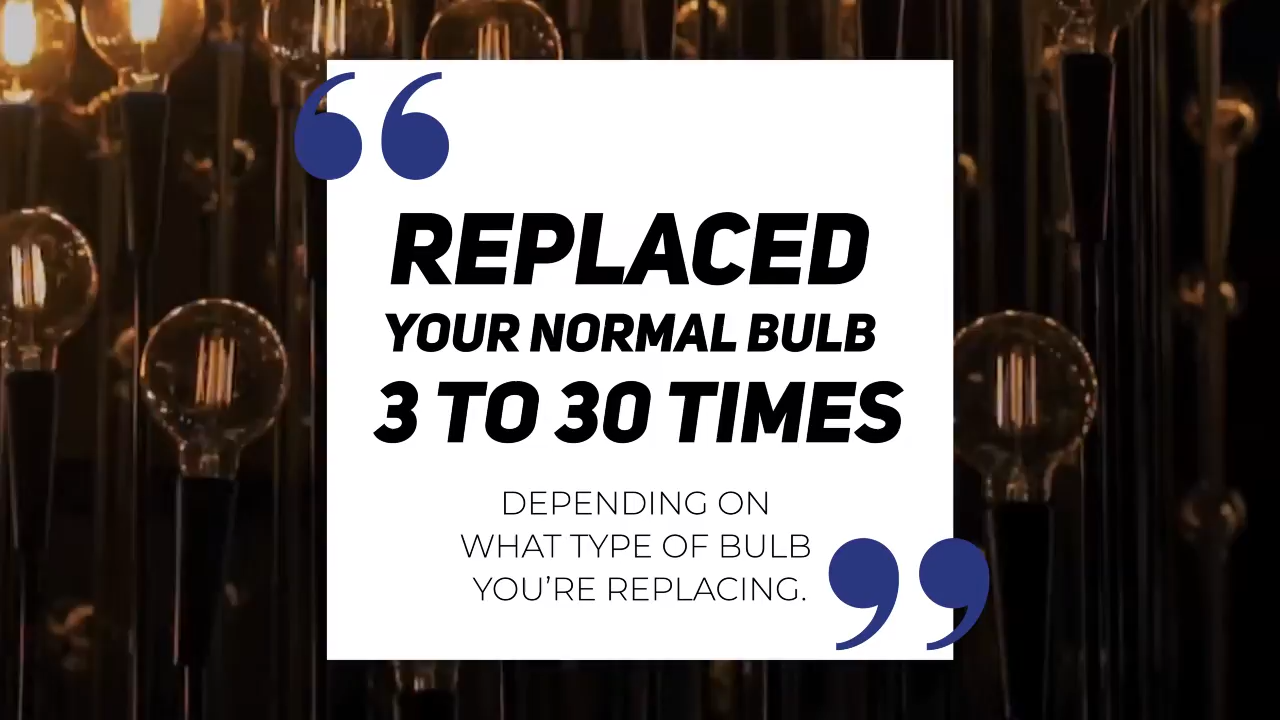 REPLACED
YOUR NORMAL BULB
3 TO 30 TIMES
DEPENDING ON
WHAT TYPE OF BULB
YOU’RE REPLACING.